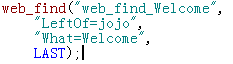 web_find("web_find_Welcome",
"LeftOf=jojo",
"What=Welcome",
LAST);